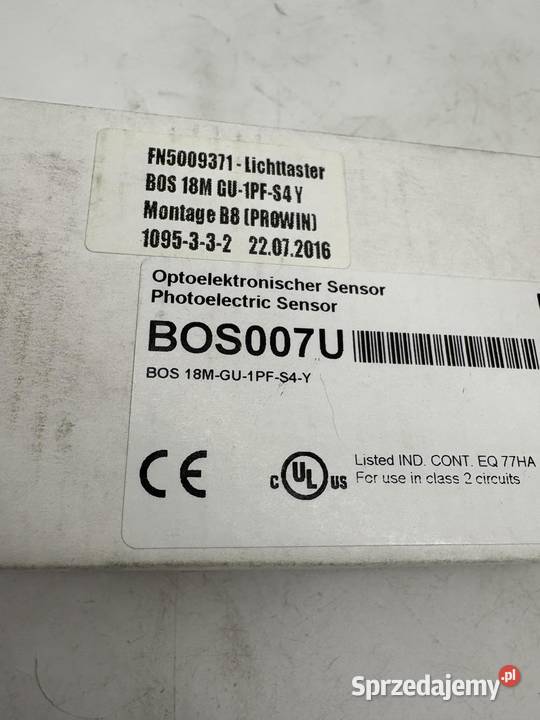 FN5009371 - Lichttaster
BOS 18M GU-1PF-S4 Y
Montage B8 (PROWIN)
1095-3-3-2 22.07.2016
Optoelektronischer Sensor
Photoelectric Sensor
BOS007U
BOS 18M-GU-1PF-S4-Y
CE
C UL US
Listed IND. CONT. EQ 77HA
For use in class 2 circuits
Sprzedajemy.pl